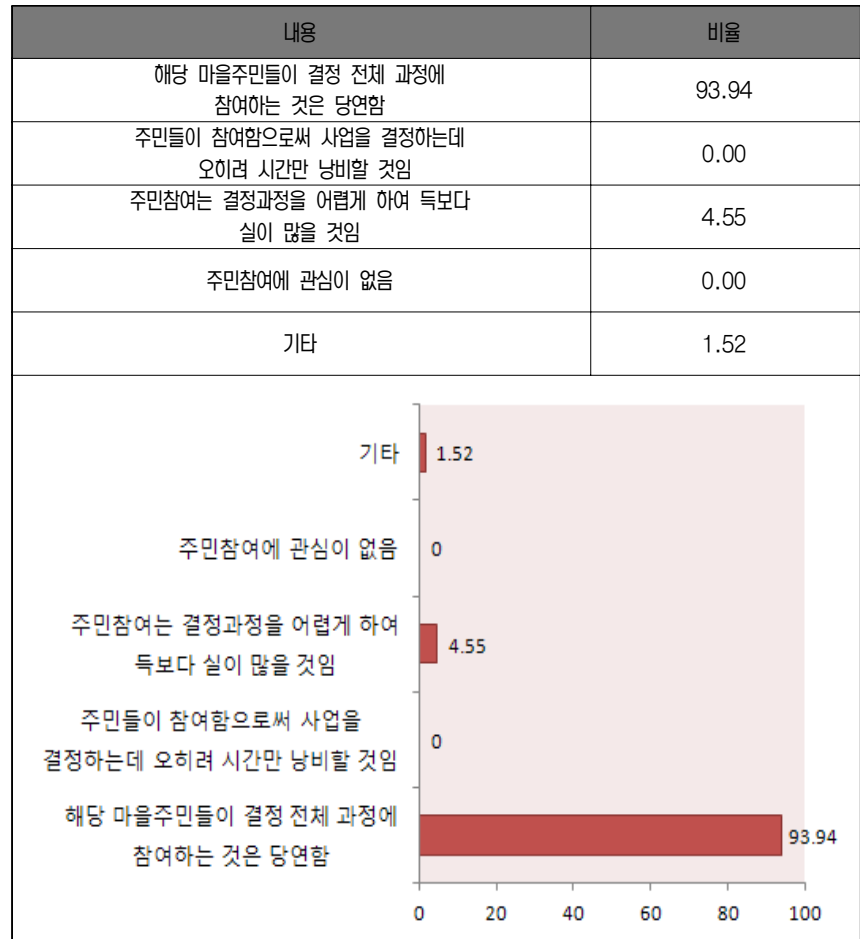 내용 비율
해당 마을주민들이 결정 전체 과정에
참여하는 것은 당연함
93.94
주민들이 참여함으로써 사업을 결정하는데
오히려 시간만 낭비할 것임
0.00
주민참여는 결정과정을 어렵게 하여 득보다
실이 많을 것임
4.55
주민참여에 관심이 없음 0.00
기타 1.52
기타 1.52
주민참여에 관심이 없음 0
주민참여는 결정과정을 어렵게 하여
득보다 실이 많을 것임
4.55
주민들이 참여함으로써 사업을
결정하는데 오히려 시간만 낭비할 것임
0
해당 마을주민들이 결정 전체 과정에
참여하는 것은 당연함
93.94
0 20 40 60 80 100